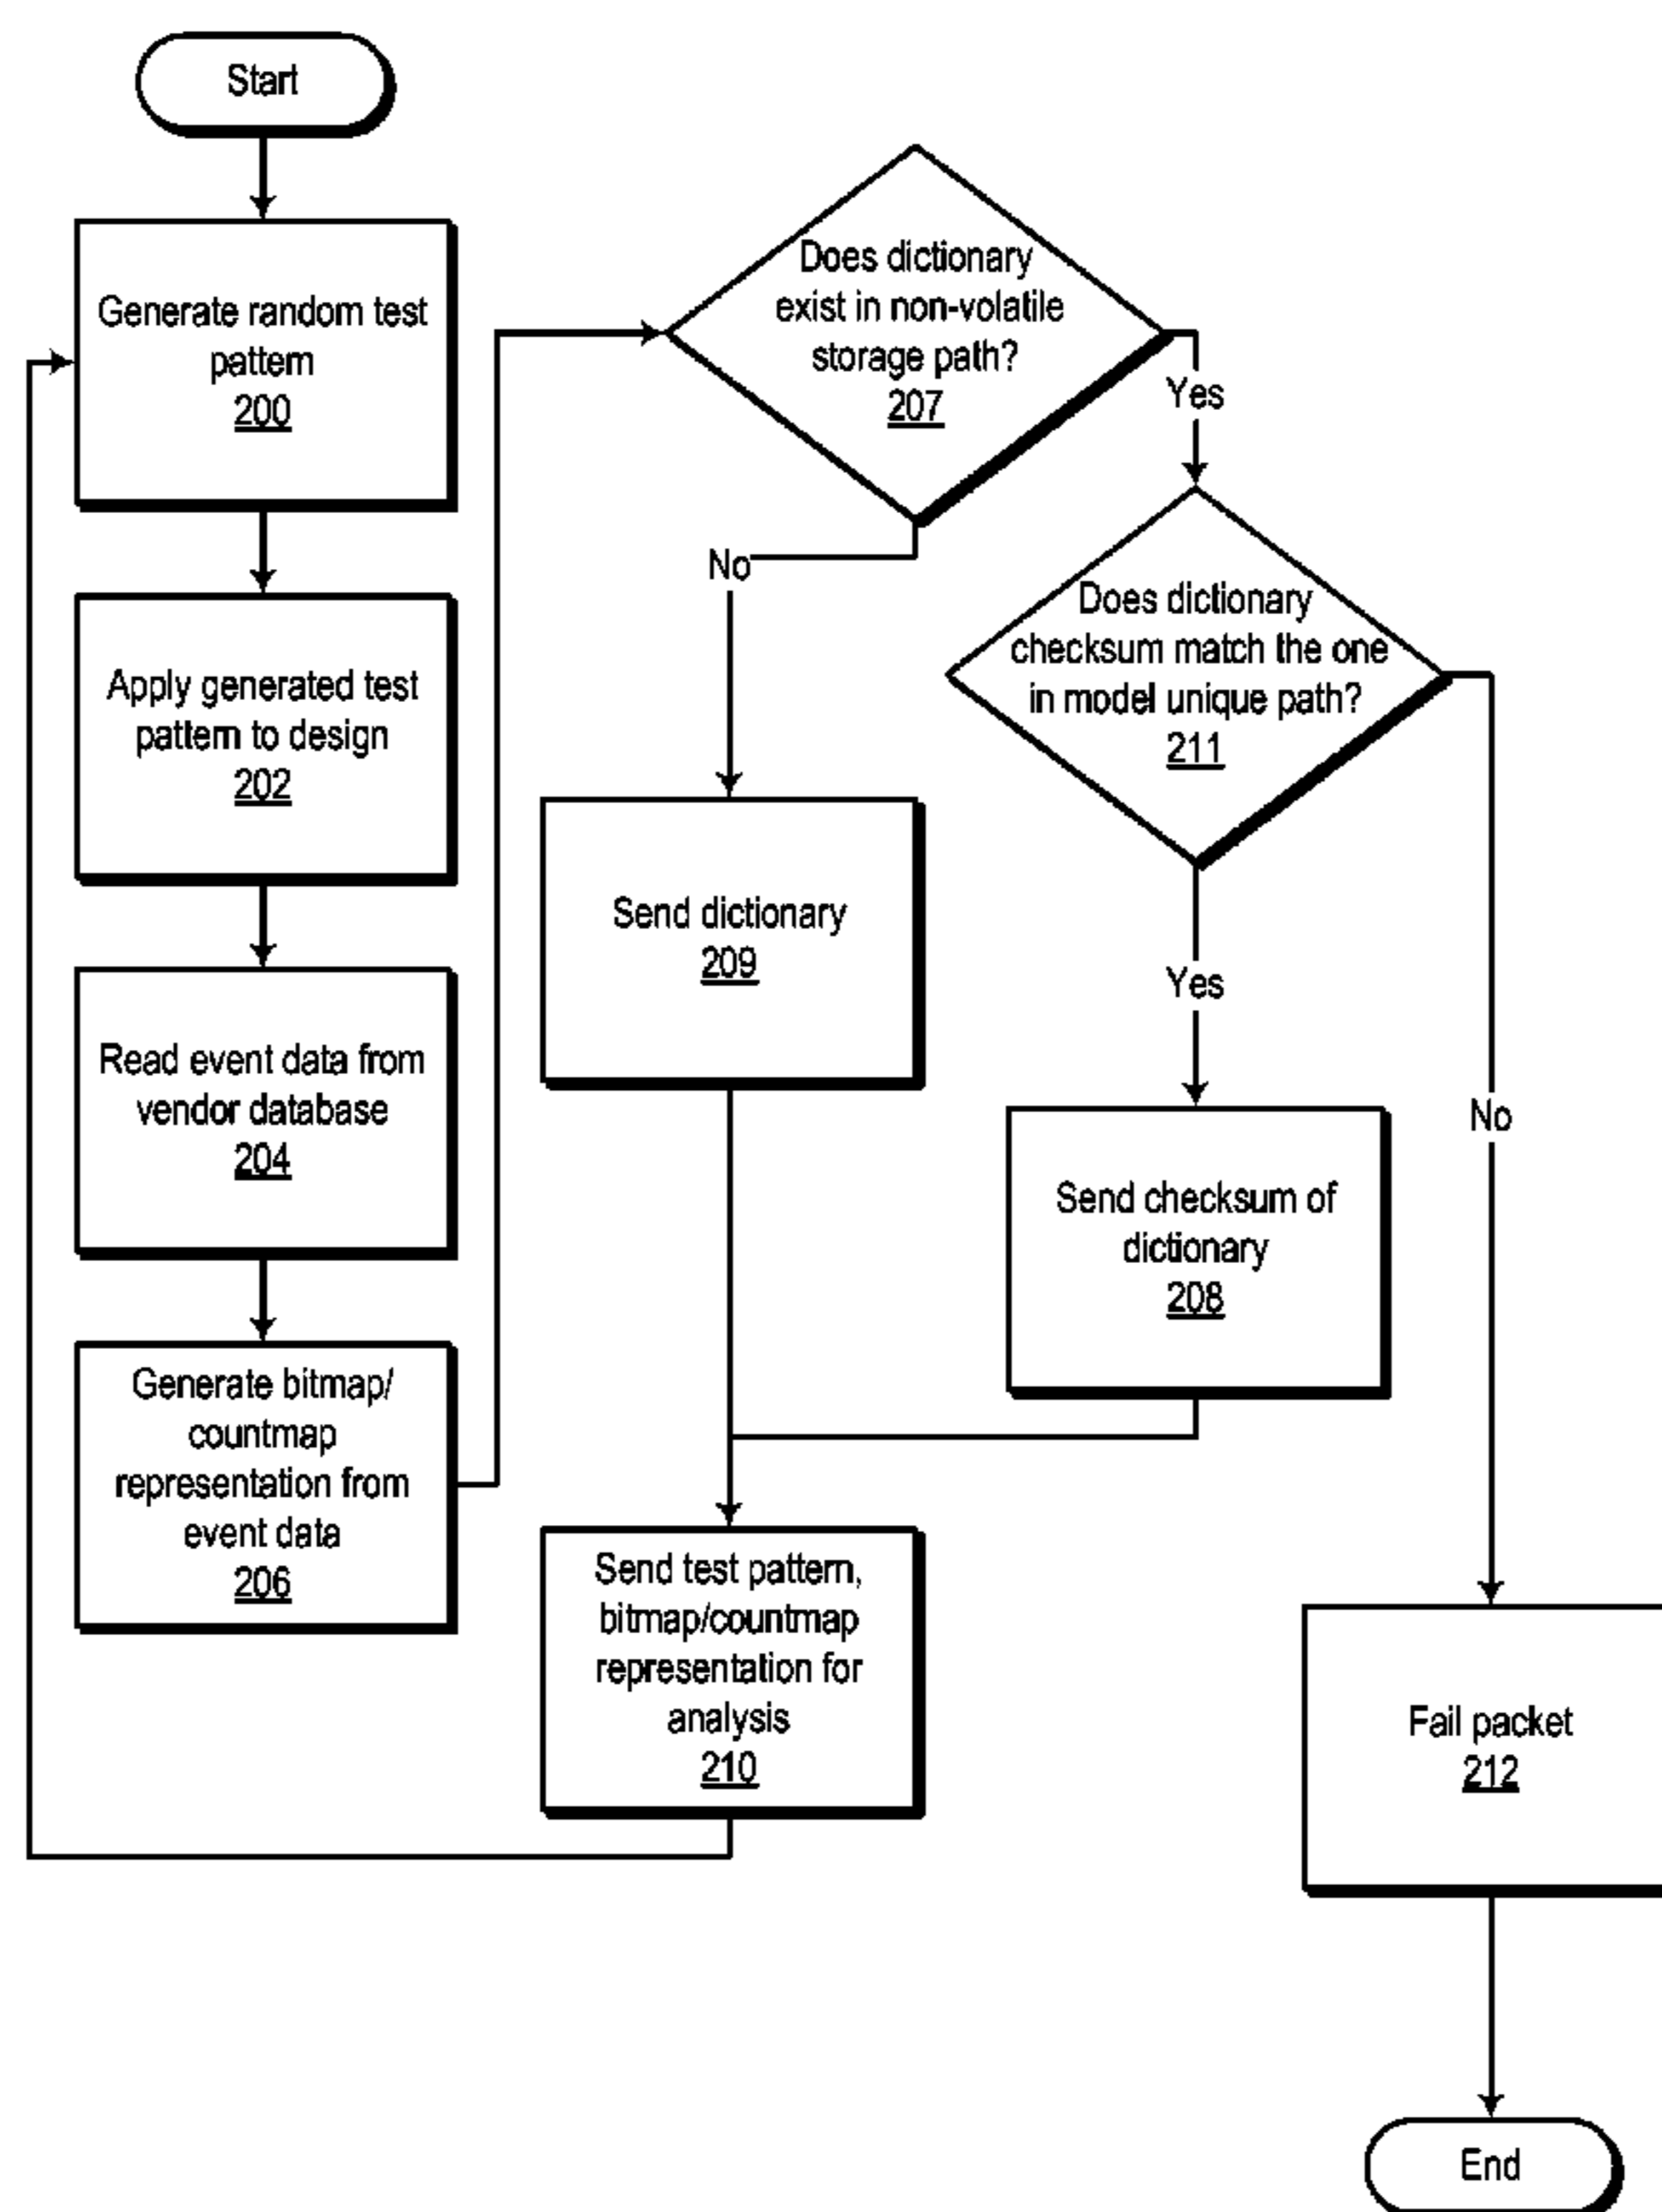 Start
Generate random test
pattern
200
Apply generated test
pattern to design
202
Read event data from
vendor database
204
Generate bitmap/
countmap
representation from
event data
206
Does dictionary
exist in non-volatile
storage path?
207
Yes
No
Does dictionary
checksum match the one
in model unique path?
211
Send dictionary
209
Yes
No
Send checksum of
dictionary
208
Send test pattern,
bitmap/countmap
representation for
analysis
210
Fail packet
212
End